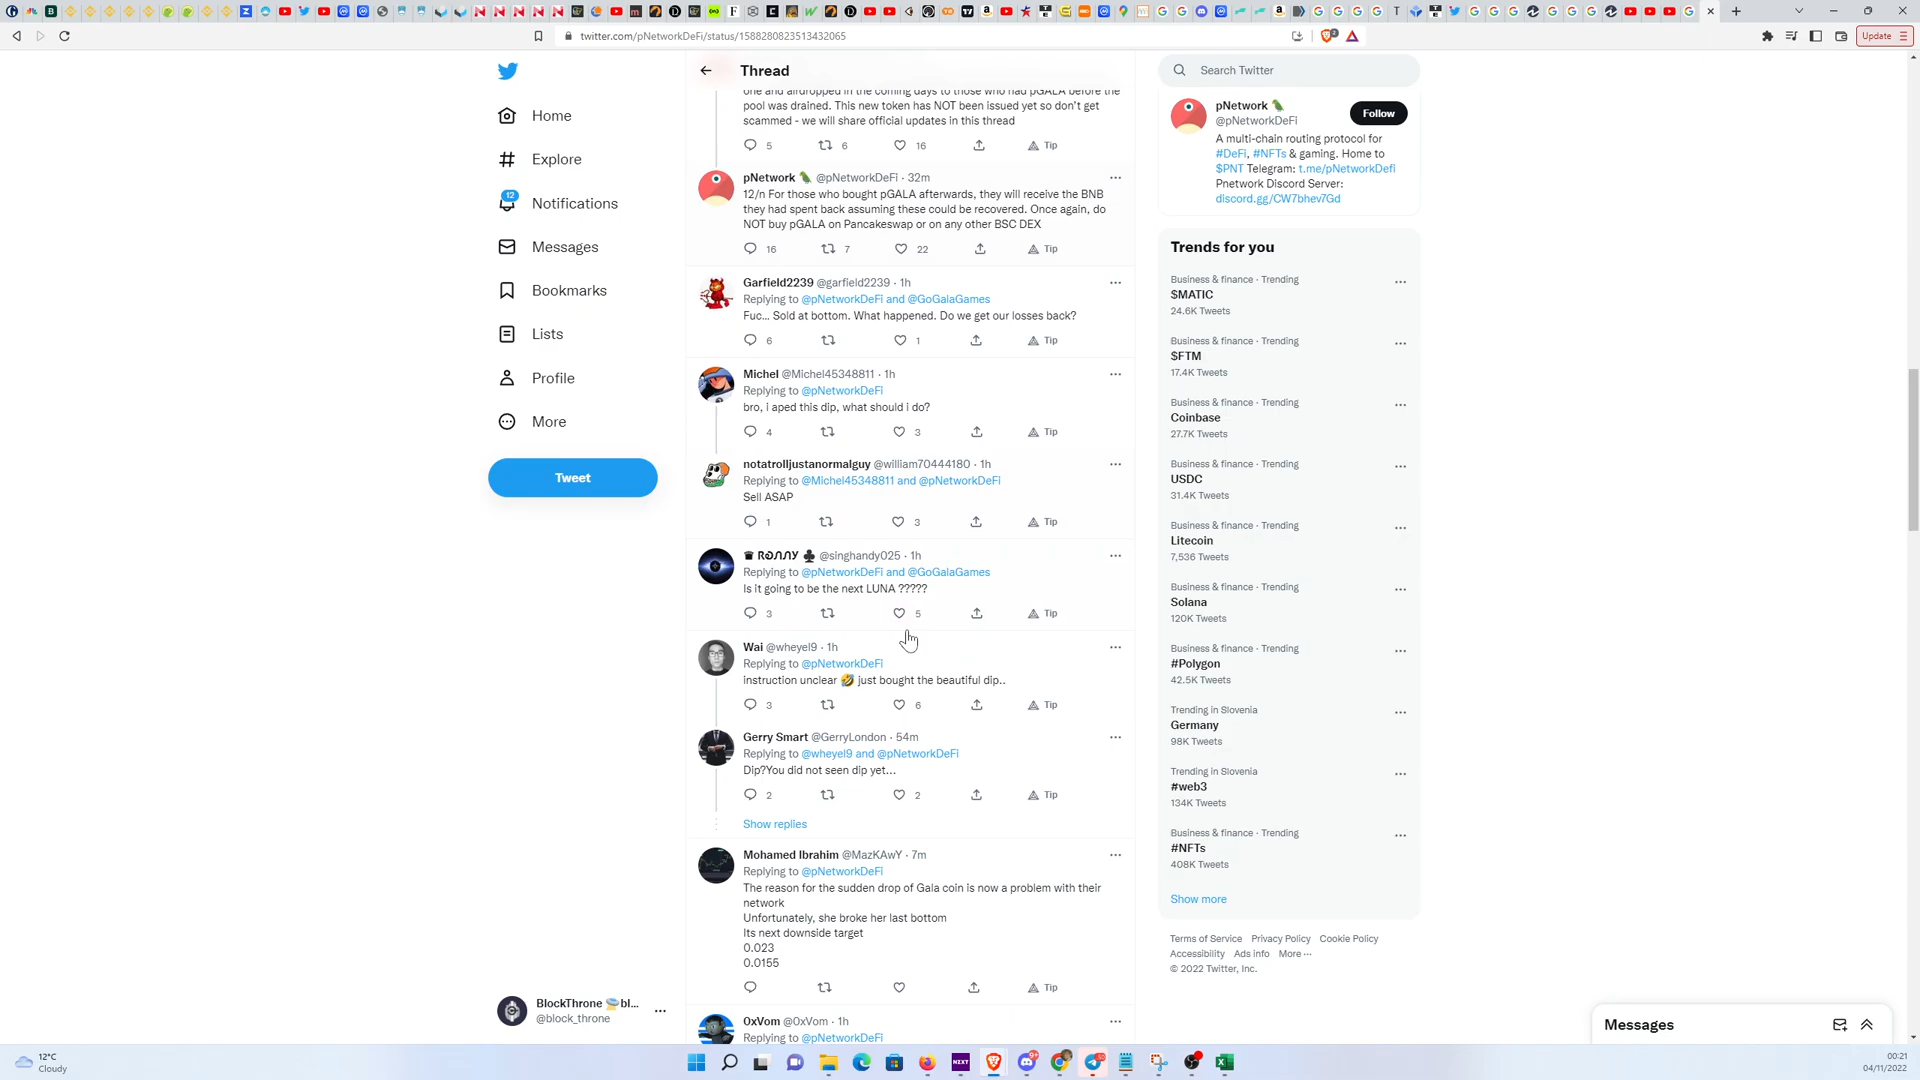 twitter.com/pNetworkDeFi/status/1588280823513432065
Update
Home
Explore
12
Notifications
Messages
Bookmarks
Lists
Profile
More
Tweet
BlockThrone 🪐bl...
@block_throne
Thread
one and airdropped in the coming days to those who had pGALA before the
pool was drained. This new token has NOT been issued yet so don't get
scammed - we will share official updates in this thread
5 6 16 Tip
pNetwork 🦜 @pNetworkDeFi · 32m
12/n For those who bought pGALA afterwards, they will receive the BNB
they had spent back assuming these could be recovered. Once again, do
NOT buy pGALA on Pancakeswap or on any other BSC DEX
16 7 22 Tip
Garfield2239 @garfield2239 · 1h
Replying to @pNetworkDeFi and @GoGalaGames
Fuc... Sold at bottom. What happened. Do we get our losses back?
6 1 Tip
Michel @Michel45348811 · 1h
Replying to @pNetworkDeFi
bro, i aped this dip, what should i do?
4 3 Tip
notatrolljustanormalguy @william70444180 · 1h
Replying to @Michel45348811 and @pNetworkDeFi
Sell ASAP
1 3 Tip
@singhandy025 · 1h
Replying to @pNetworkDeFi and @GoGalaGames
Is it going to be the next LUNA ?????
3 5 Tip
Wai @wheyel9 · 1h
Replying to @pNetworkDeFi
instruction unclear 🤣 just bought the beautiful dip..
3 6 Tip
Gerry Smart @GerryLondon · 54m
Replying to @wheyel9 and @pNetworkDeFi
Dip?You did not seen dip yet...
2 2 Tip
Show replies
Mohamed Ibrahim @MazKAwY · 7m
Replying to @pNetworkDeFi
The reason for the sudden drop of Gala coin is now a problem with their
network
Unfortunately, she broke her last bottom
Its next downside target
0.023
0.0155
Tip
0xVom @0xVom · 1h
Replying to @pNetworkDeFi
Search Twitter
pNetwork 🦜
@pNetworkDeFi
Follow
A multi-chain routing protocol for
#DeFi, #NFTs & gaming. Home to
$PNT Telegram: t.me/pNetworkDefi
Pnetwork Discord Server:
discord.gg/CW7bhev7Gd
Trends for you
Business & finance · Trending
$MATIC
24.6K Tweets
Business & finance · Trending
$FTM
17.4K Tweets
Business & finance · Trending
Coinbase
27.7K Tweets
Business & finance · Trending
USDC
31.4K Tweets
Business & finance · Trending
Litecoin
7,536 Tweets
Business & finance · Trending
Solana
120K Tweets
Business & finance · Trending
#Polygon
42.5K Tweets
Trending in Slovenia
Germany
98K Tweets
Trending in Slovenia
#web3
134K Tweets
Business & finance · Trending
#NFTs
408K Tweets
Show more
Terms of Service Privacy Policy Cookie Policy
Accessibility Ads info More ···
© 2022 Twitter, Inc.
Messages
12°C
Cloudy
00:21
04/11/2022